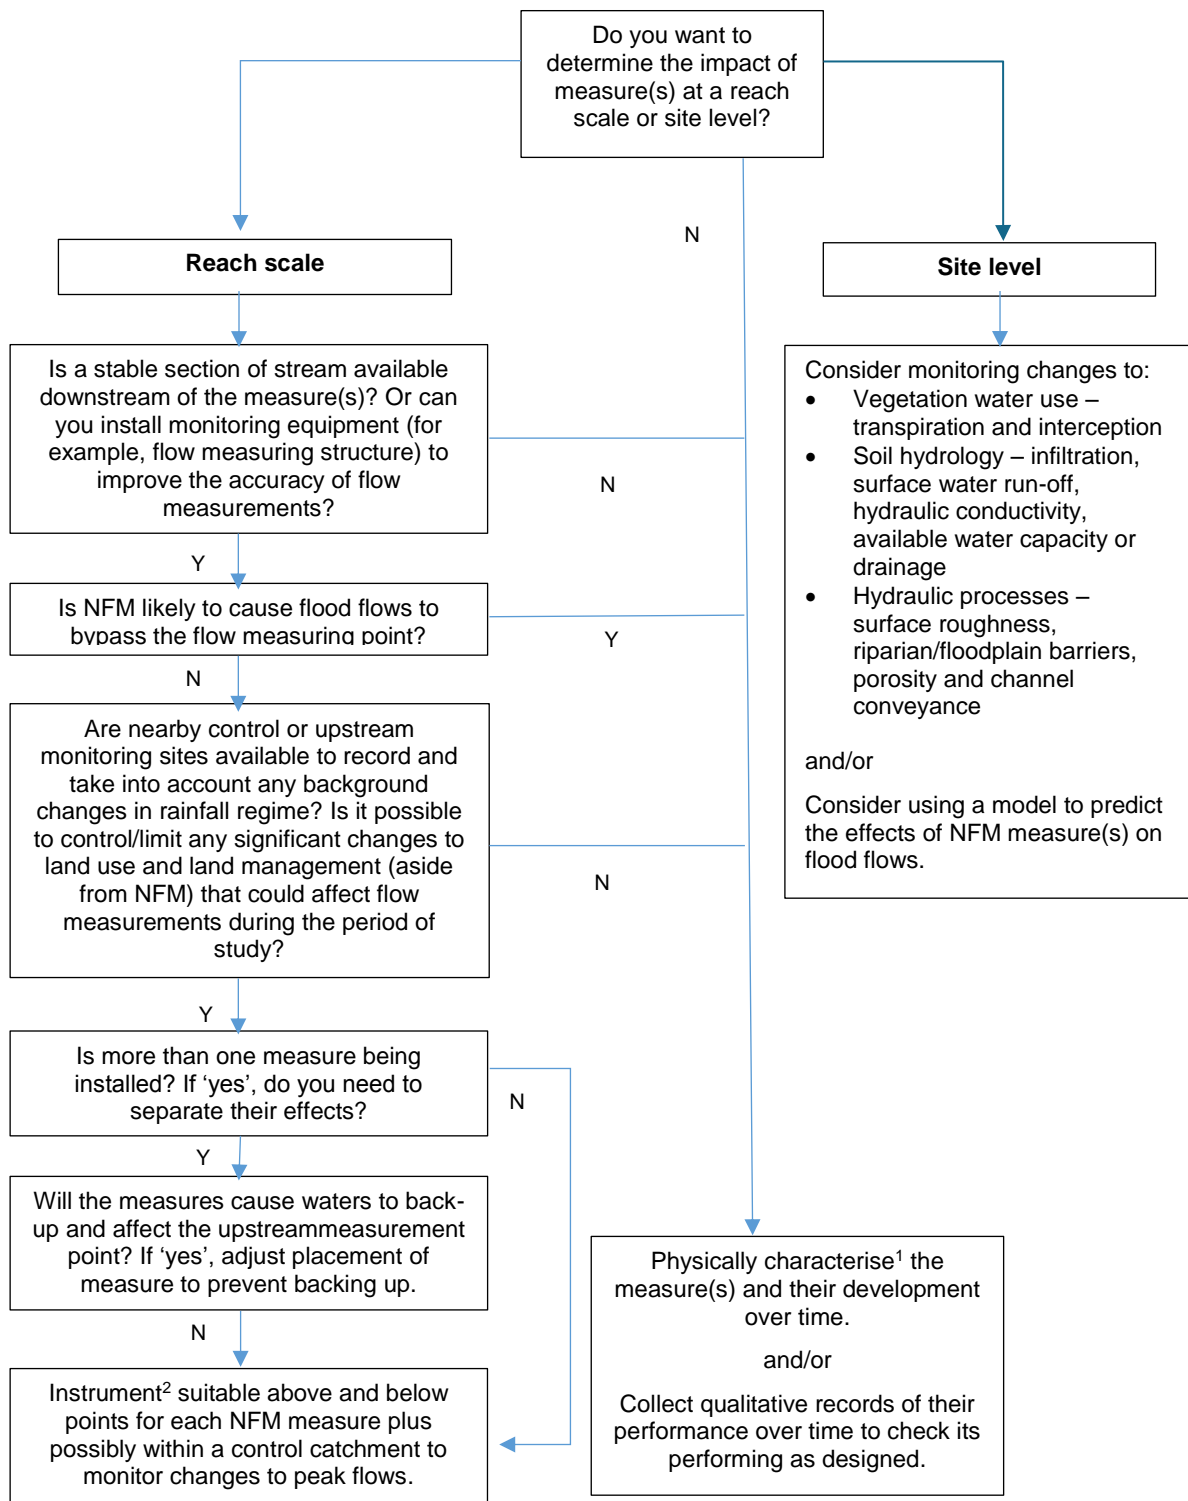 Do you want to
determine the impact of
measure(s) at a reach
scale or site level?
N
Reach scale
Site level
Is a stable section of stream available
downstream of the measure(s)? Or can
you install monitoring equipment (for
example, flow measuring structure) to
improve the accuracy of flow
measurements?
N
Y
Is NFM likely to cause flood flows to
bypass the flow measuring point?
Y
N
Are nearby control or upstream
monitoring sites available to record and
take into account any background
changes in rainfall regime? Is it possible
to control/limit any significant changes to
land use and land management (aside
from NFM) that could affect flow
measurements during the period of
study?
N
Y
Is more than one measure being
installed? If ‘yes’, do you need to
separate their effects?
N
Y
Will the measures cause waters to back-
up and affect the upstreammeasurement
point? If ‘yes’, adjust placement of
measure to prevent backing up.
N
Instrument² suitable above and below
points for each NFM measure plus
possibly within a control catchment to
monitor changes to peak flows.
Consider monitoring changes to:
• Vegetation water use –
transpiration and interception
• Soil hydrology – infiltration,
surface water run-off,
hydraulic conductivity,
available water capacity or
drainage
• Hydraulic processes –
surface roughness,
riparian/floodplain barriers,
porosity and channel
conveyance
and/or
Consider using a model to predict
the effects of NFM measure(s) on
flood flows.
Physically characterise¹ the
measure(s) and their development
over time.
and/or
Collect qualitative records of their
performance over time to check its
performing as designed.